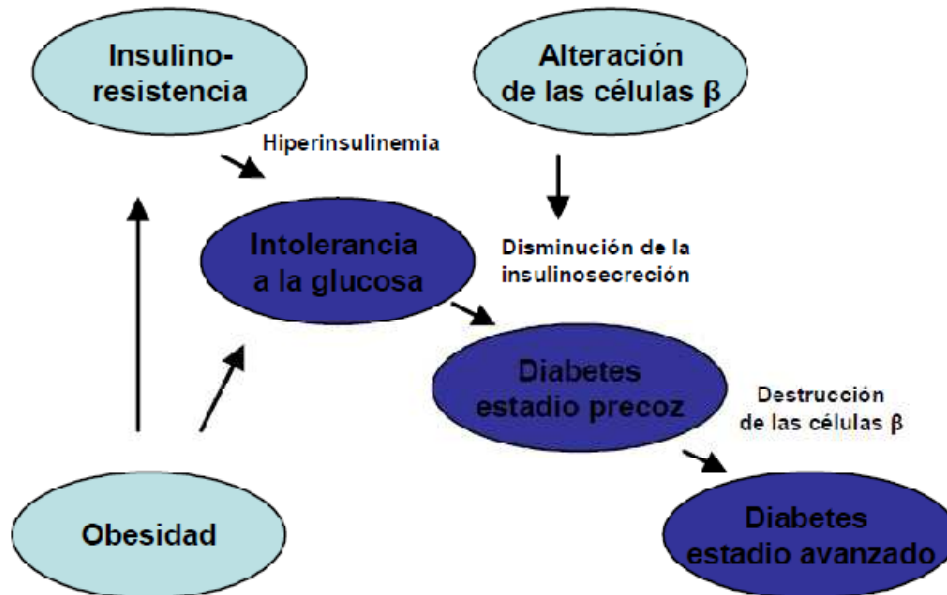 Insulino-
resistencia
Alteración
de las células β
Hiperinsulinemia
Intolerancia
a la glucosa
Disminución de la
insulinosecreción
Diabetes
estadio precoz
Destrucción
de las células β
Obesidad
Diabetes
estadio avanzado